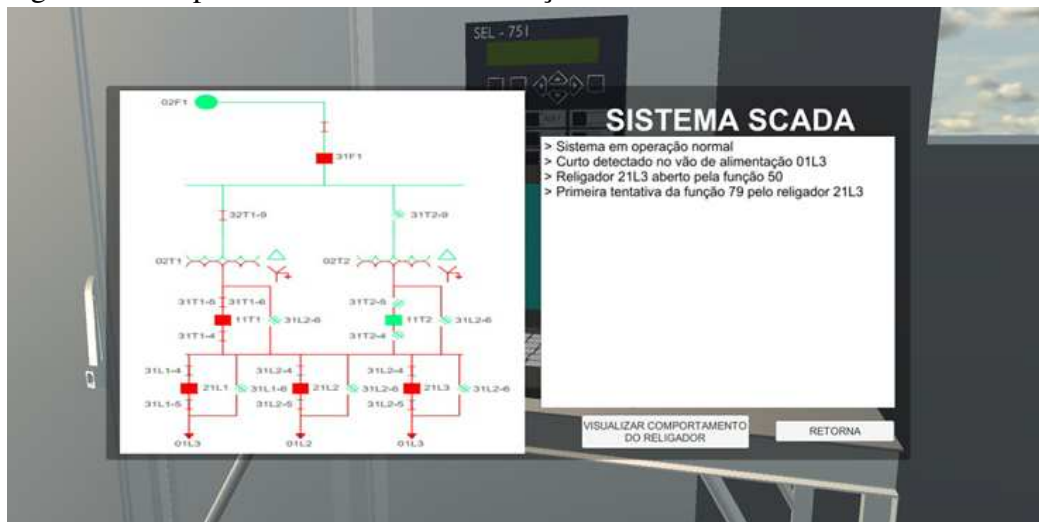 SEL - 751
SISTEMA SCADA
> Sistema em operação normal
> Curto detectado no vão de alimentação 01L3
> Religador 21L3 aberto pela função 50
> Primeira tentativa da função 79 pelo religador 21L3
02F1
31F1
32T1-9
31T2-9
02T1
02T2
31T1-5
31T1-6
31T2-5
11T1
31L2-6
11T2
31L2-6
31T1-4
31T2-4
31L1-4
31L2-4
31L2-4
21L1
31L1-6
21L2
31L2-6
21L3
31L2-6
31L1-5
31L2-5
31L2-5
01L3
01L2
01L3
VISUALIZAR COMPORTAMENTO
DO RELIGADOR
RETORNA